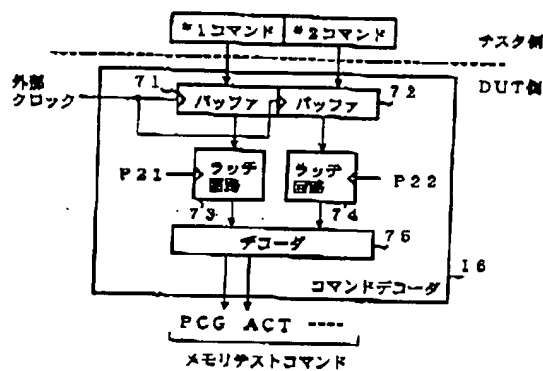 #1コマンド #2コマンド
テスタ側
DUT側
外部
クロック
71
72
バッファ バッファ
P21
ラッチ
回路
ラッチ
回路
P22
73
74
デコーダ
75
16
コマンドデコーダ
PCG ACT ----
メモリテストコマンド